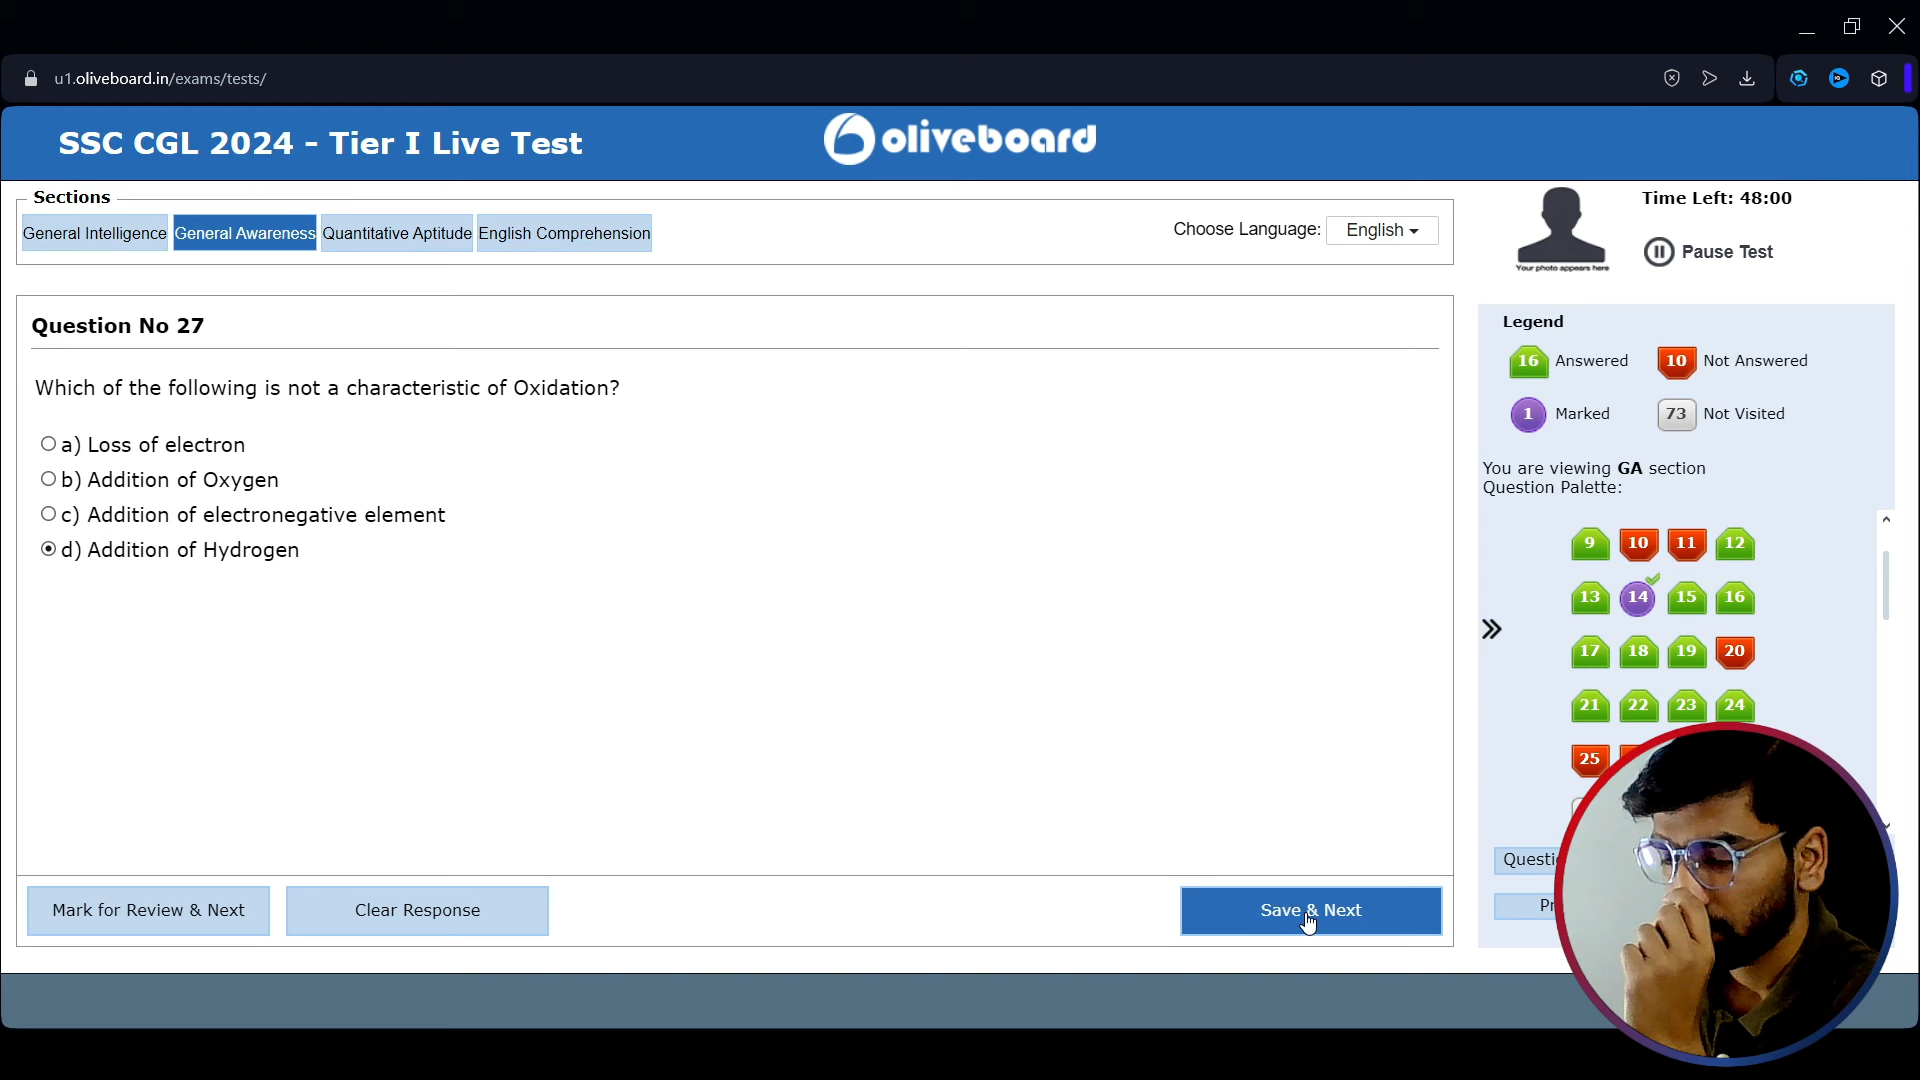 u1.oliveboard.in/exams/tests/
SSC CGL 2024 - Tier I Live Test
oliveboard
Sections
General Intelligence General Awareness Quantitative Aptitude English Comprehension
Choose Language: English
Your photo appears here
Time Left: 48:00
Pause Test
Question No 27
Which of the following is not a characteristic of Oxidation?
a) Loss of electron
b) Addition of Oxygen
c) Addition of electronegative element
d) Addition of Hydrogen
Mark for Review & Next
Clear Response
Save & Next
Legend
16 Answered 10 Not Answered
1 Marked 73 Not Visited
You are viewing GA section
Question Palette:
9 10 11 12
13 14 15 16
17 18 19 20
21 22 23 24
25